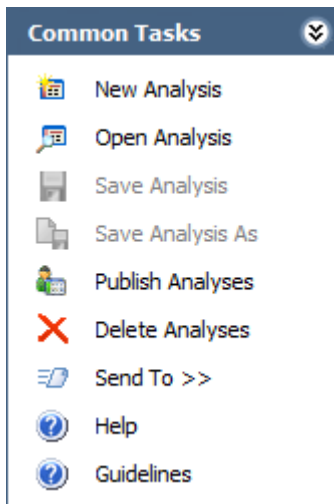 Common Tasks
New Analysis
Open Analysis
Save Analysis
Save Analysis As
Publish Analyses
Delete Analyses
Send To >>
Help
Guidelines